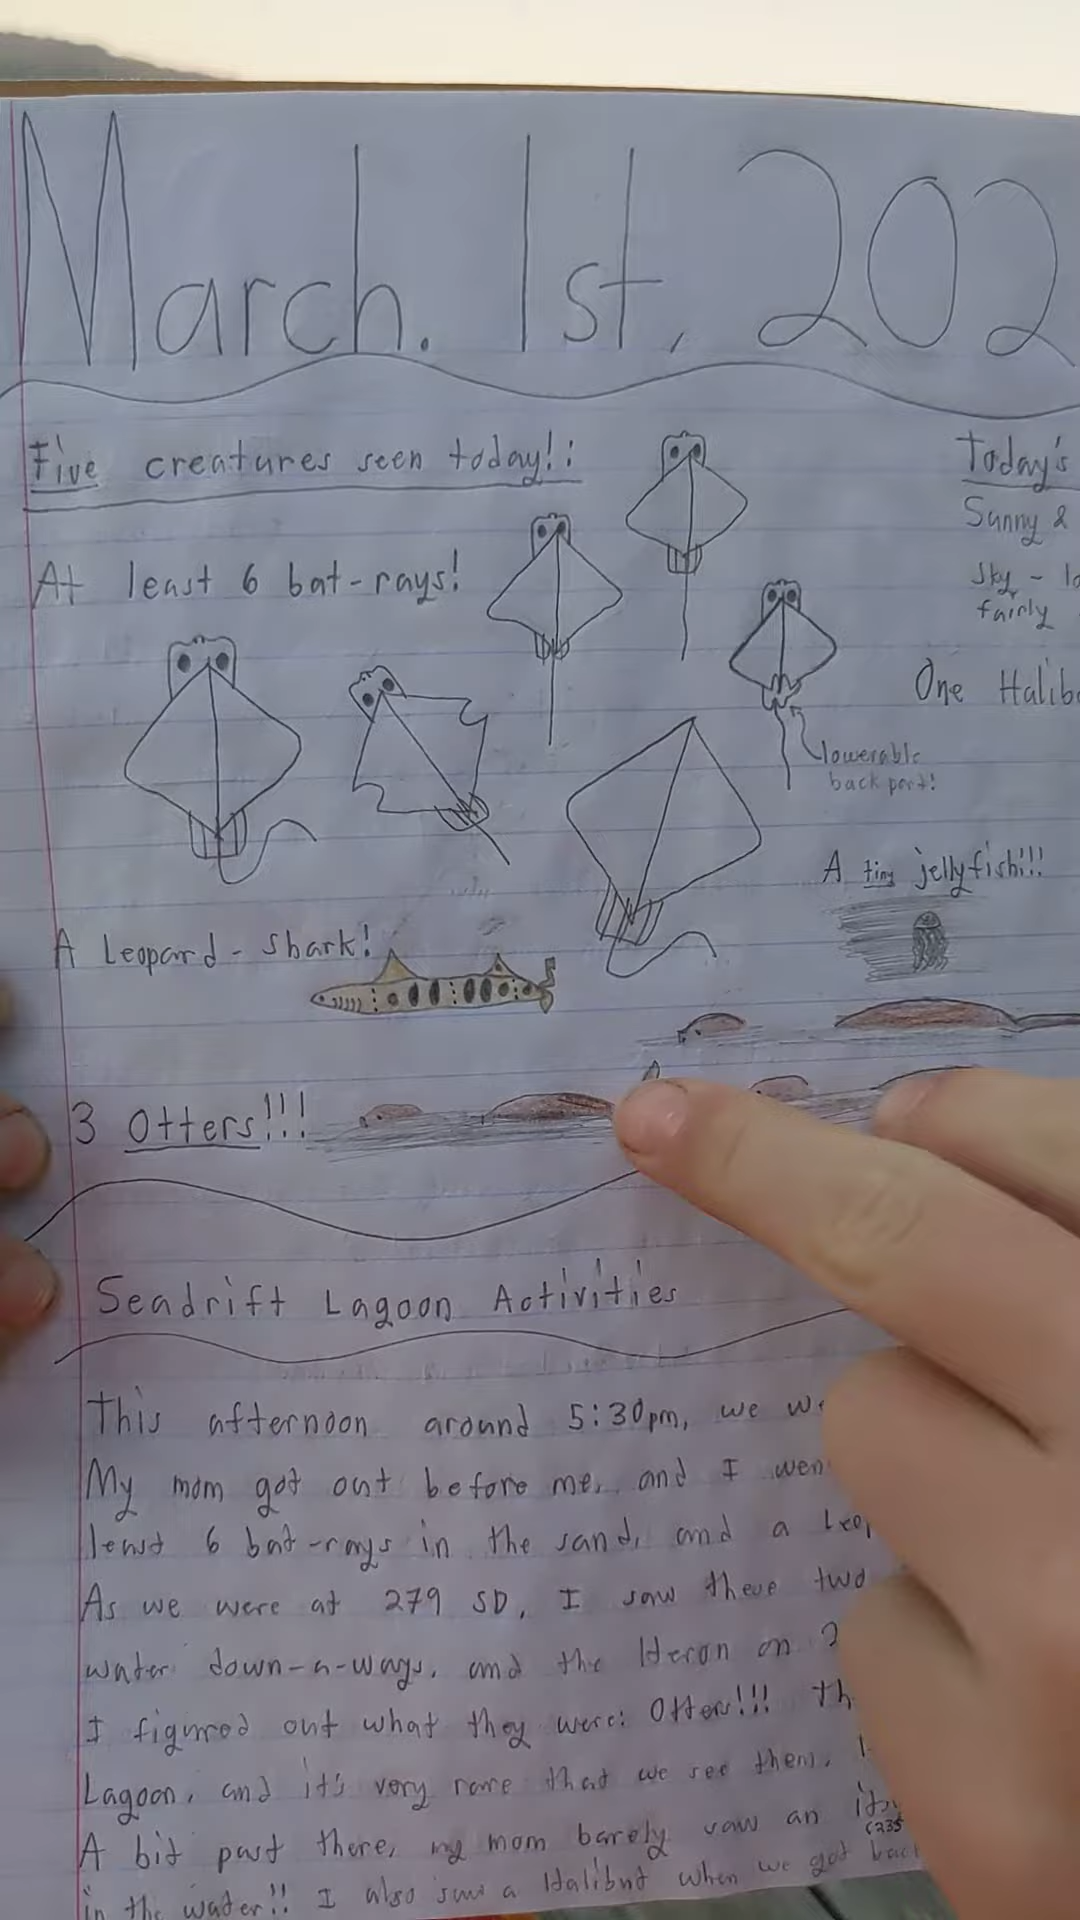 March. 1st, 202
Five creatures seen today!:
Today's
Sunny &
At least 6 bat-rays!
sky -
fairly
One Halib
lowerable
back part!
A tiny jellyfish!!!
A Leopard-shark!
3 Otters!!!
Seadrift Lagoon Activities
This afternoon around 5:30pm, we
My mom got out before me, and I wen
least 6 bat-rays in the sand, and a Leop
As we were at 279 SD, I saw these two
water down-a-ways, and the Heron on 2
I figured out what they were: Otters!!! Th
Lagoon, and it's very rare that we see them.
A bit past there, my mom barely saw an
(235
in the water!! I also saw a Halibut when we got back